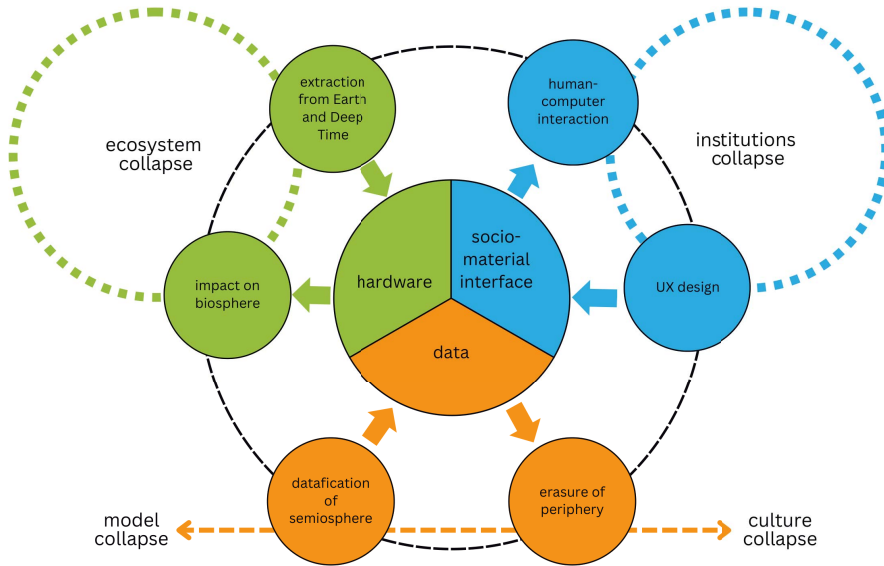 extraction
from Earth
and Deep
Time
human-
computer
interaction
ecosystem
collapse
institutions
collapse
hardware
socio-
material
interface
impact on
biosphere
UX design
data
datafication
of
semiosphere
erasure of
periphery
model
collapse
culture
collapse